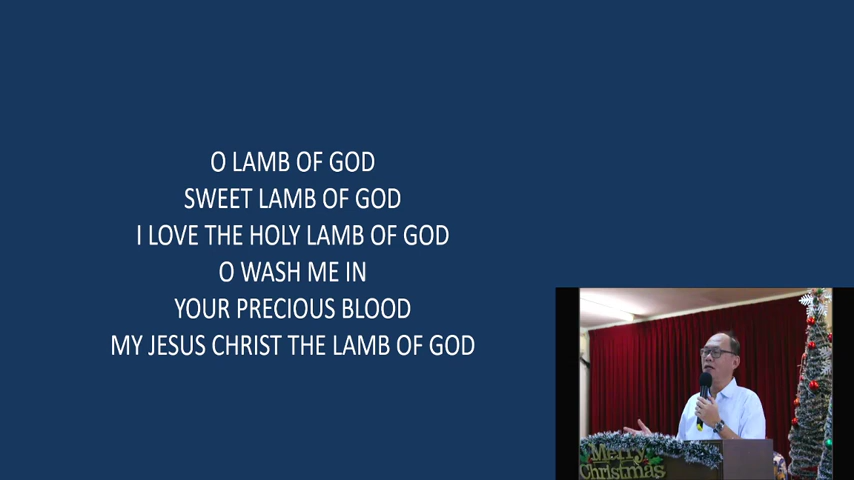 O LAMB OF GOD
SWEET LAMB OF GOD
I LOVE THE HOLY LAMB OF GOD
O WASH ME IN
YOUR PRECIOUS BLOOD
MY JESUS CHRIST THE LAMB OF GOD
Merry
Christmas